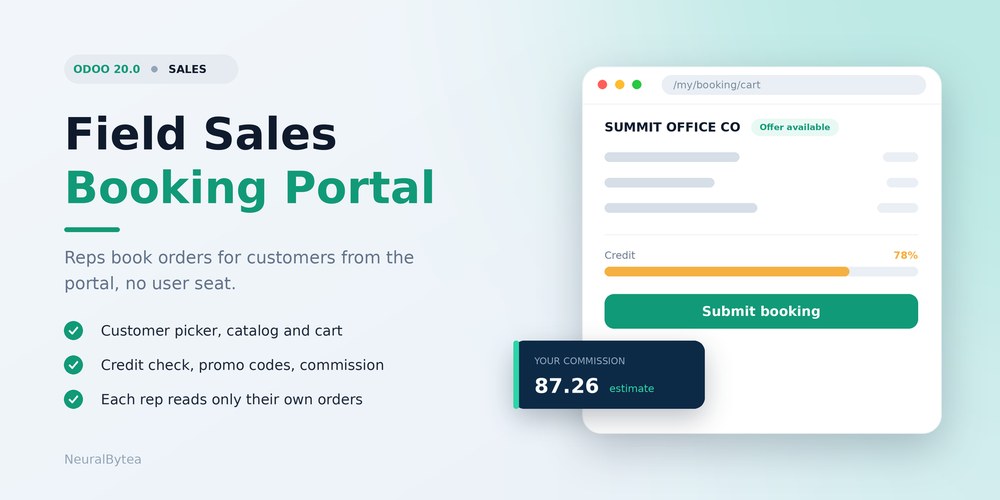 ODOO 20.0 • SALES
Field Sales
Booking Portal
Reps book orders for customers from the
portal, no user seat.
Customer picker, catalog and cart
Credit check, promo codes, commission
Each rep reads only their own orders
NeuralBytea
/my/booking/cart
SUMMIT OFFICE CO
Offer available
Credit
78%
Submit booking
YOUR COMMISSION
87.26 estimate